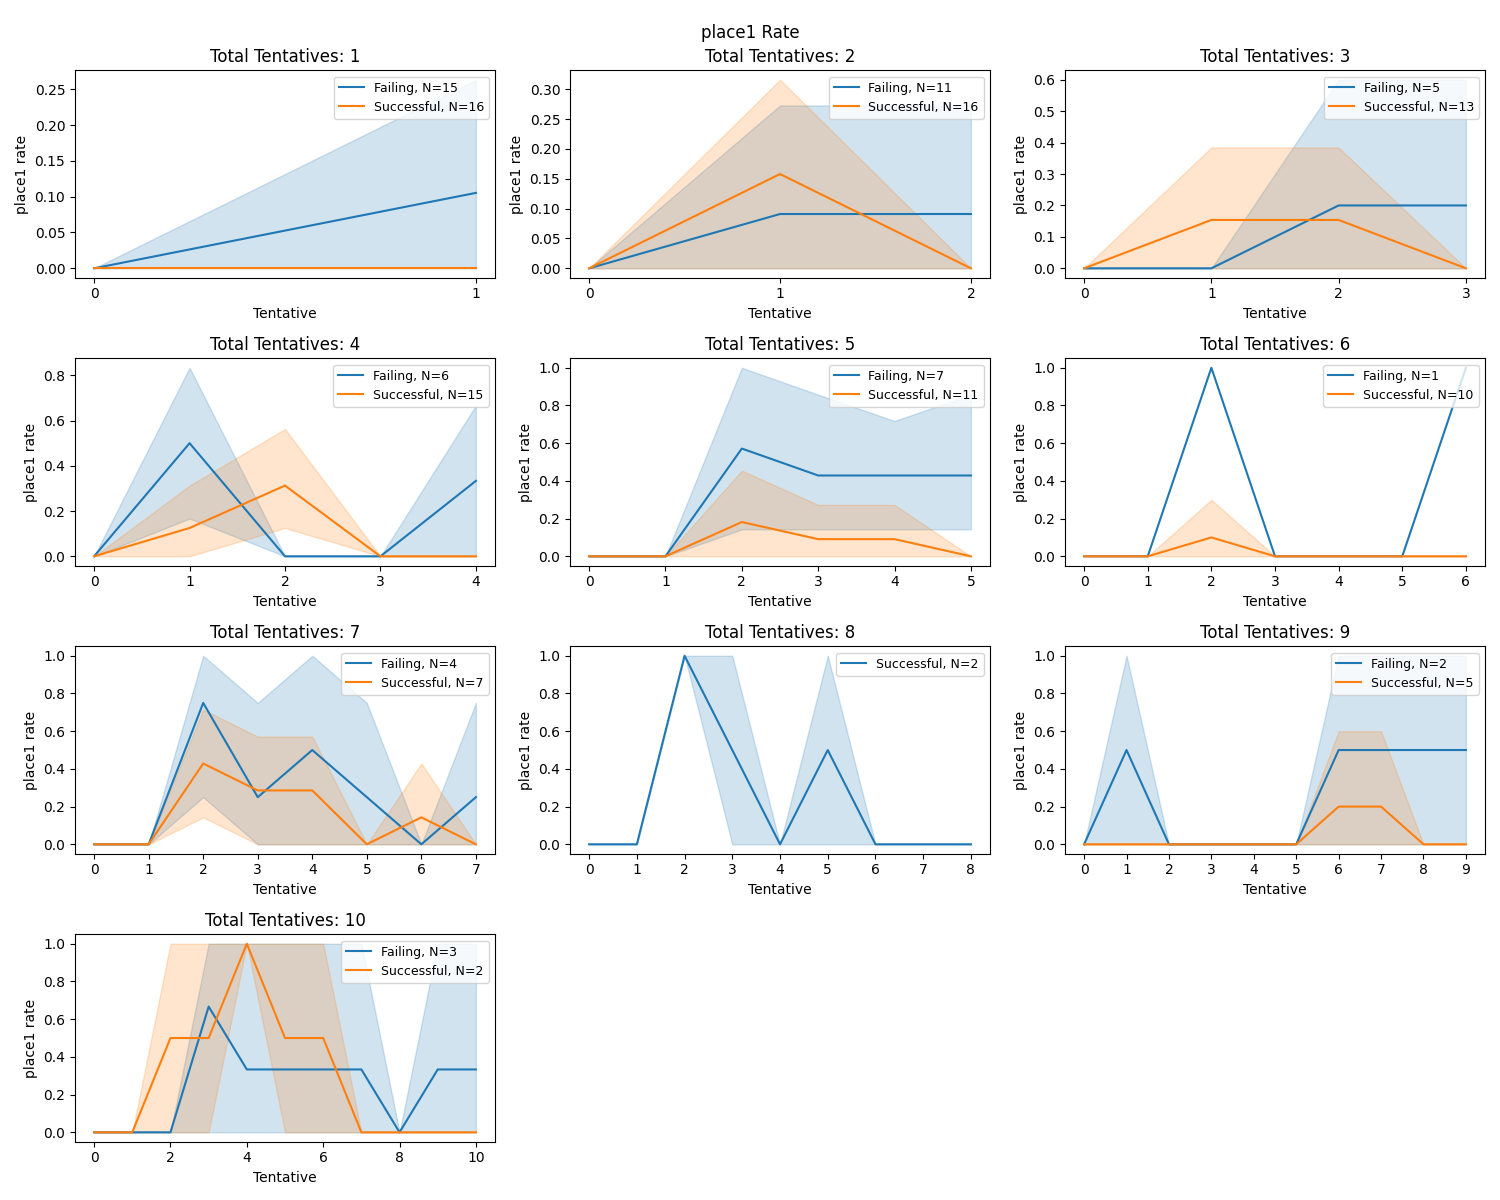 place1 Rate
Total Tentatives: 1
Failing, N=15
Successful, N=16
place1 rate
0.25
0.20
0.15
0.10
0.05
0.00
0 1
Tentative
Total Tentatives: 2
Failing, N=11
Successful, N=16
place1 rate
0.30
0.25
0.20
0.15
0.10
0.05
0.00
0 1 2
Tentative
Total Tentatives: 3
Failing, N=5
Successful, N=13
place1 rate
0.6
0.5
0.4
0.3
0.2
0.1
0.0
0 1 2 3
Tentative
Total Tentatives: 4
Failing, N=6
Successful, N=15
place1 rate
0.8
0.6
0.4
0.2
0.0
0 1 2 3 4
Tentative
Total Tentatives: 5
Failing, N=7
Successful, N=11
place1 rate
1.0
0.8
0.6
0.4
0.2
0.0
0 1 2 3 4 5
Tentative
Total Tentatives: 6
Failing, N=1
Successful, N=10
place1 rate
1.0
0.8
0.6
0.4
0.2
0.0
0 1 2 3 4 5 6
Tentative
Total Tentatives: 7
Failing, N=4
Successful, N=7
place1 rate
1.0
0.8
0.6
0.4
0.2
0.0
0 1 2 3 4 5 6 7
Tentative
Total Tentatives: 8
Successful, N=2
place1 rate
1.0
0.8
0.6
0.4
0.2
0.0
0 1 2 3 4 5 6 7 8
Tentative
Total Tentatives: 9
Failing, N=2
Successful, N=5
place1 rate
1.0
0.8
0.6
0.4
0.2
0.0
0 1 2 3 4 5 6 7 8 9
Tentative
Total Tentatives: 10
Failing, N=3
Successful, N=2
place1 rate
1.0
0.8
0.6
0.4
0.2
0.0
0 2 4 6 8 10
Tentative